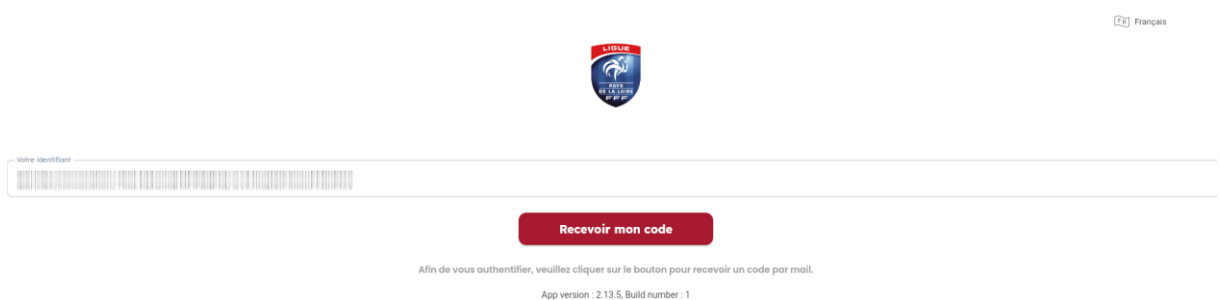 FR Français
LIGUE
PAYS
DE LA LOIRE
FFF
Votre identifiant
Recevoir mon code
Afin de vous authentifier, veuillez cliquer sur le bouton pour recevoir un code par mail.
App version : 2.13.5, Build number : 1